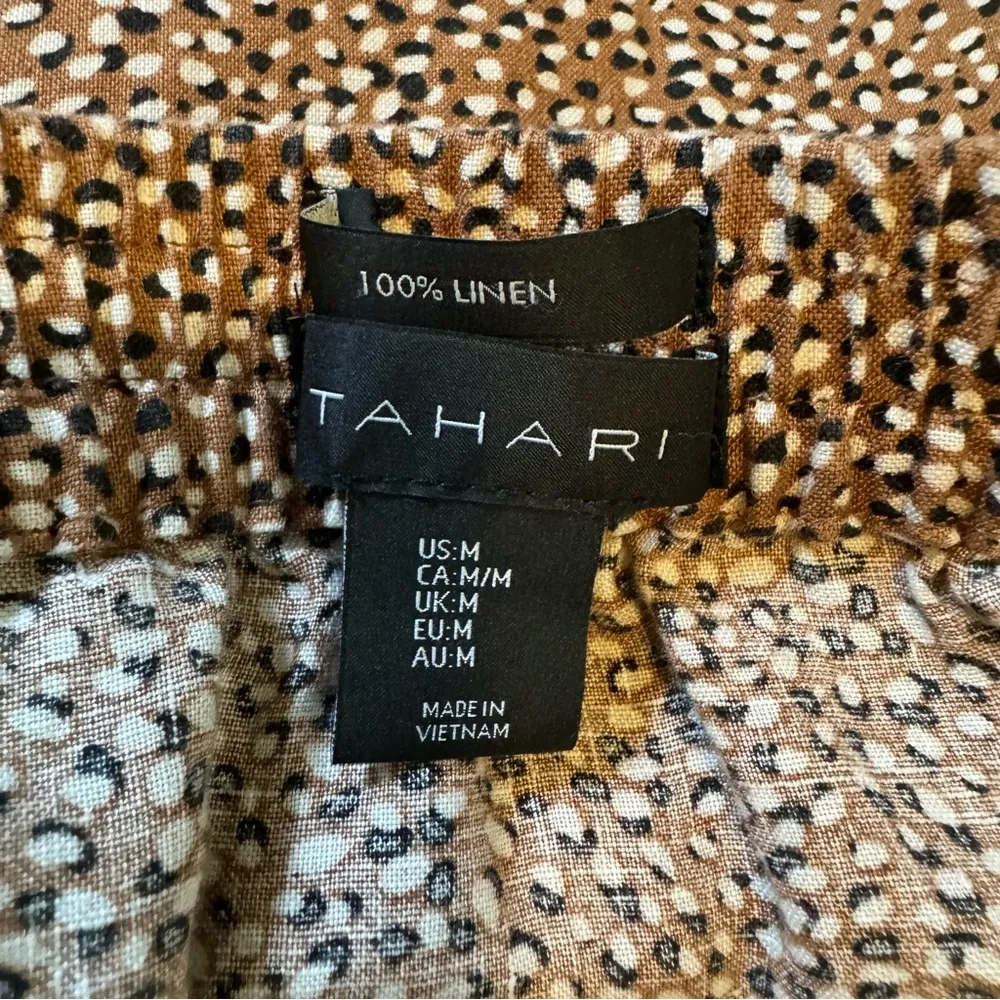 100% LINEN
TAHARI
US:M
CA:M/M
UK:M
EU:M
AU:M
MADE IN
VIETNAM